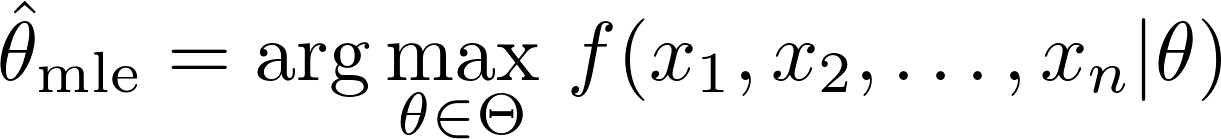 θ̂_mle = arg max_{θ∈Θ} f(x_1, x_2, . . . , x_n|θ)